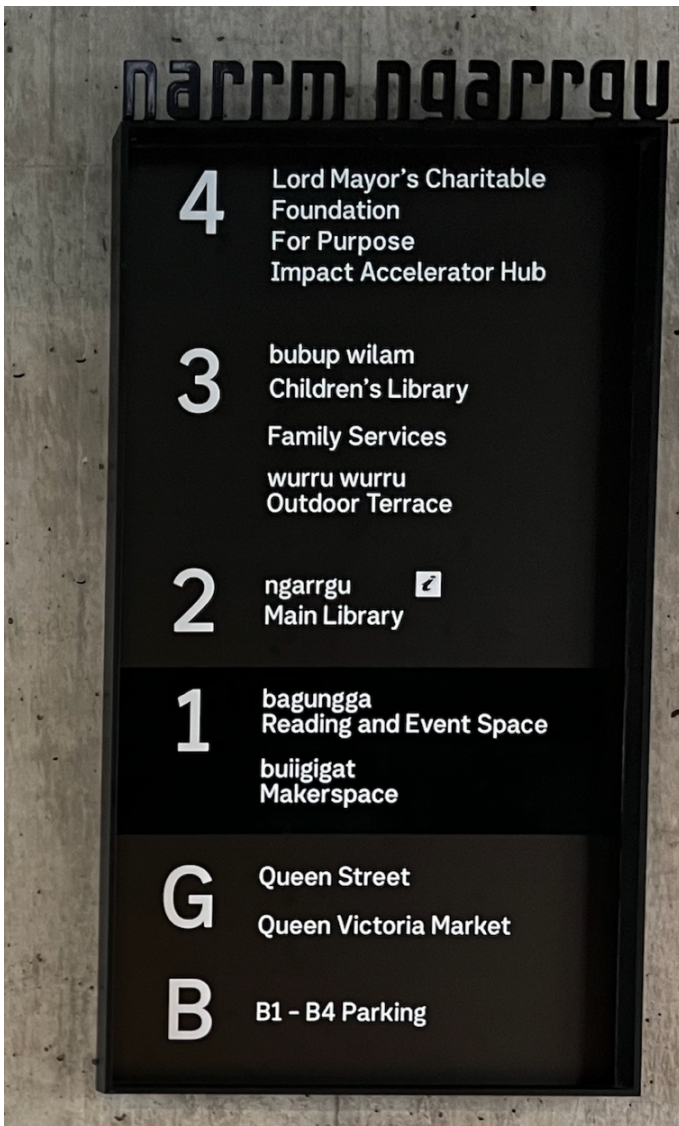 narrm ngarrgu
4 Lord Mayor's Charitable
Foundation
For Purpose
Impact Accelerator Hub
3 bubup wilam
Children's Library
Family Services
wurru wurru
Outdoor Terrace
2 ngarrgu i
Main Library
1 bagungga
Reading and Event Space
buiigigat
Makerspace
G Queen Street
Queen Victoria Market
B B1 - B4 Parking